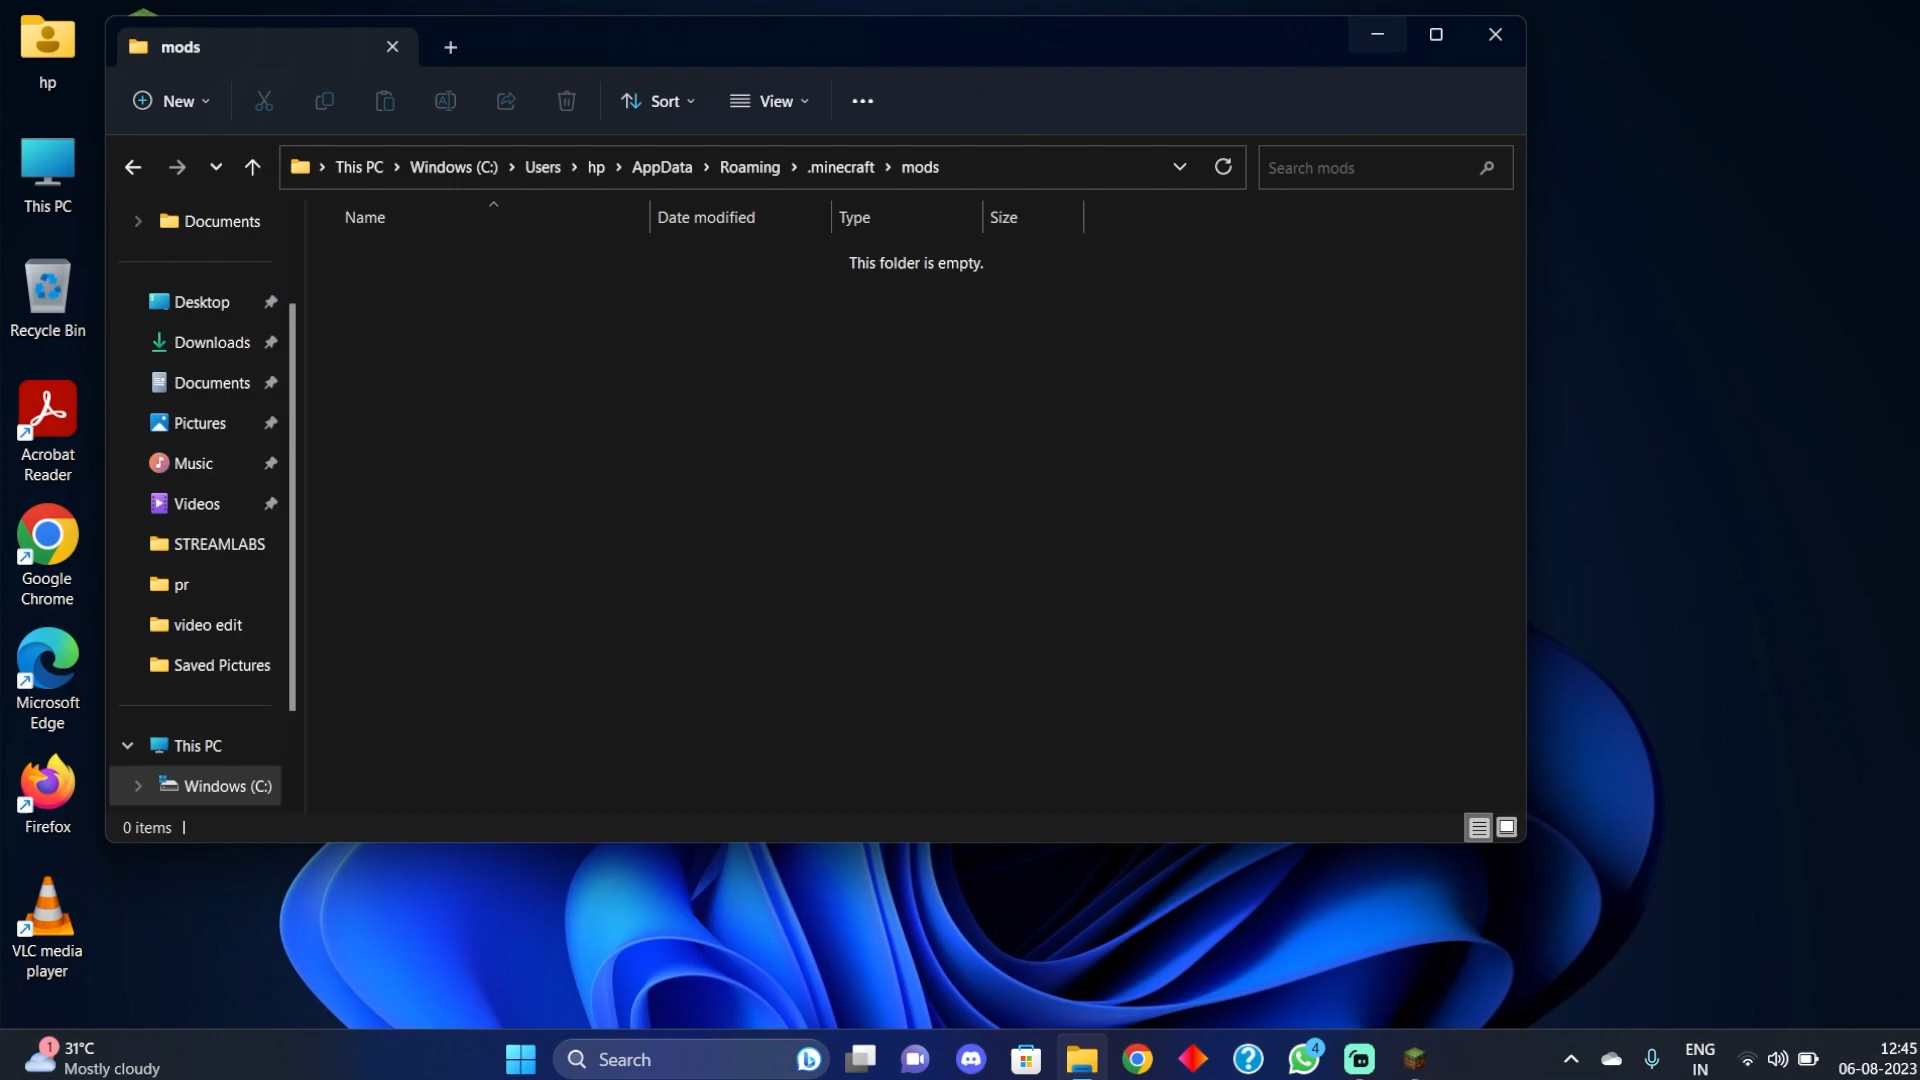 mods
New
Sort
View
This PC
Windows (C:)
Users
hp
AppData
Roaming
.minecraft
mods
Search mods
Name
Date modified
Type
Size
This folder is empty.
Documents
Desktop
Downloads
Documents
Pictures
Music
Videos
STREAMLABS
pr
video edit
Saved Pictures
This PC
Windows (C:)
0 items
hp
This PC
Recycle Bin
Acrobat
Reader
Google
Chrome
Microsoft
Edge
Firefox
VLC media
player
1
31°C
Mostly cloudy
Search
4
ENG
IN
12:45
06-08-2023